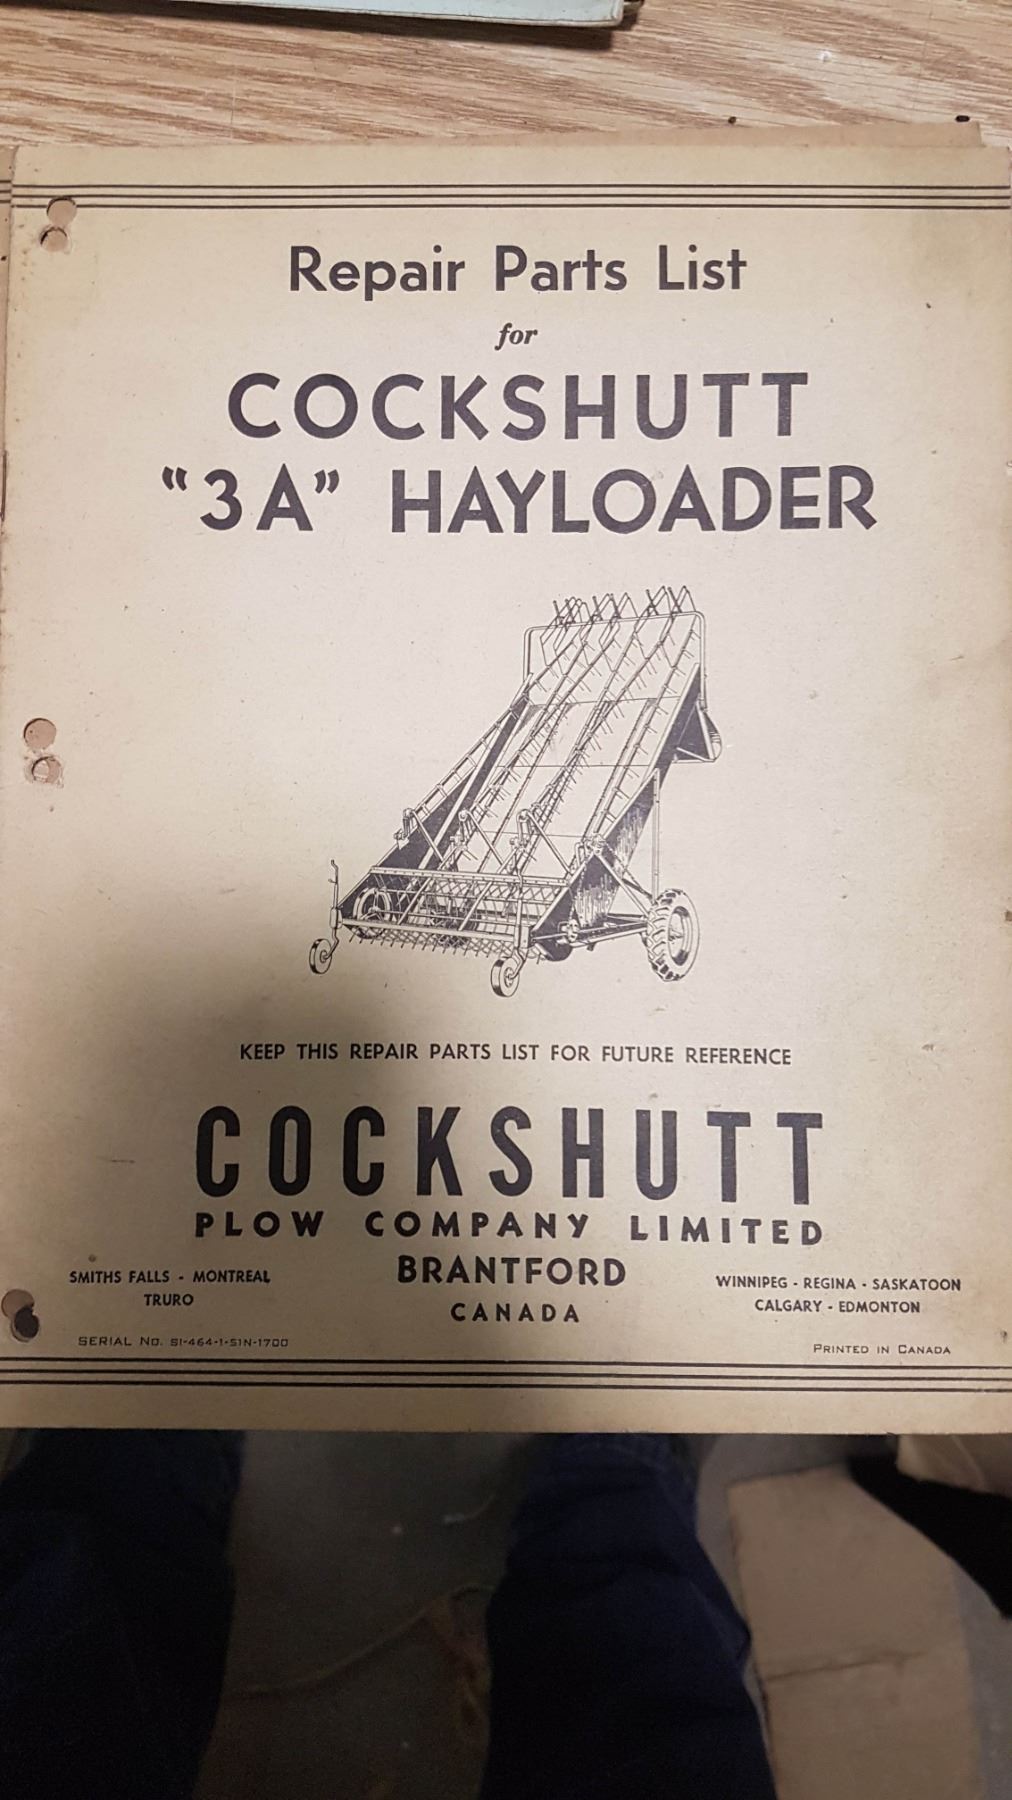 Repair Parts List
for
COCKSHUTT
"3A" HAYLOADER
KEEP THIS REPAIR PARTS LIST FOR FUTURE REFERENCE
COCKSHUTT
PLOW COMPANY LIMITED
BRANTFORD
CANADA
SMITHS FALLS - MONTREAL
TRURO
WINNIPEG - REGINA - SASKATOON
CALGARY - EDMONTON
SERIAL NO. SI-464-1-51N-1700
PRINTED IN CANADA